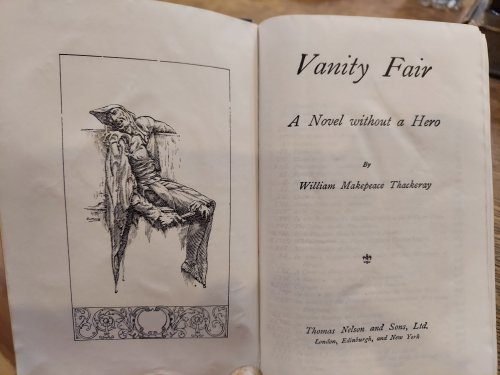 Vanity Fair
A Novel without a Hero
By
William Makepeace Thackeray
Thomas Nelson and Sons, Ltd.
London, Edinburgh, and New York